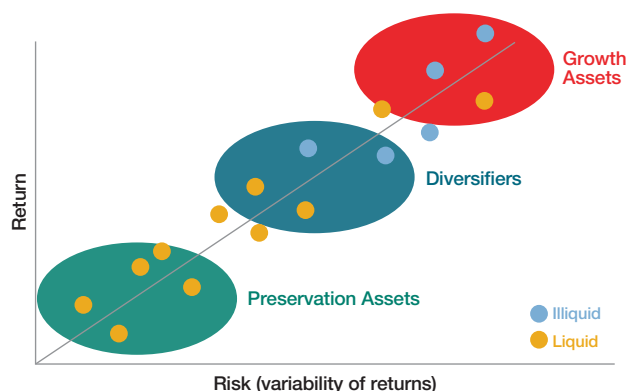 Growth
Assets
Return
Diversifiers
Preservation Assets
Illiquid
Liquid
Risk (variability of returns)